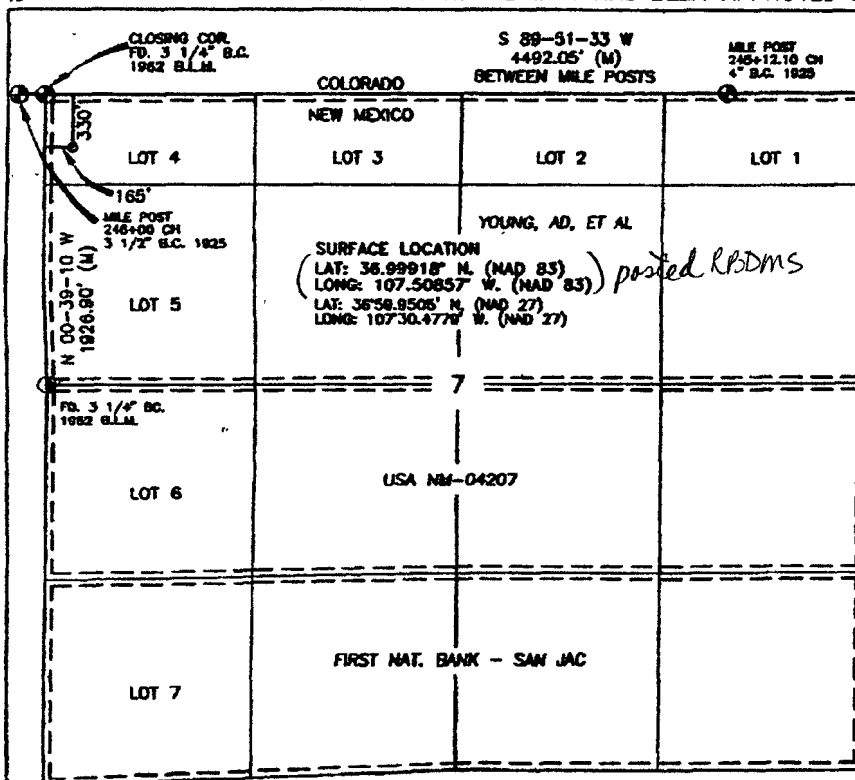 CLOSING COR.
FD. 3 1/4" B.C.
1952 B.L.M.
S 89-51-33 W
4492.05' (M)
BETWEEN MILE POSTS
MILE POST
245+12.10 CH
4" B.C. 1925
COLORADO
NEW MEXICO
330'
LOT 4
LOT 3
LOT 2
LOT 1
165'
MILE POST
246+00 CH
3 1/2" B.C. 1925
N 00-39-10 W
1926.90' (M)
YOUNG, AD, ET AL
SURFACE LOCATION
(LAT: 36.99918° N. (NAD 83)
LONG: 107.50857° W. (NAD 83)) posted RBDMS
LAT: 36°59.9505' N. (NAD 27)
LONG: 107°30.4779' W. (NAD 27)
LOT 5
7
FD. 3 1/4" BC.
1952 B.L.M.
LOT 6
USA NM-04207
FIRST NAT. BANK - SAN JAC
LOT 7